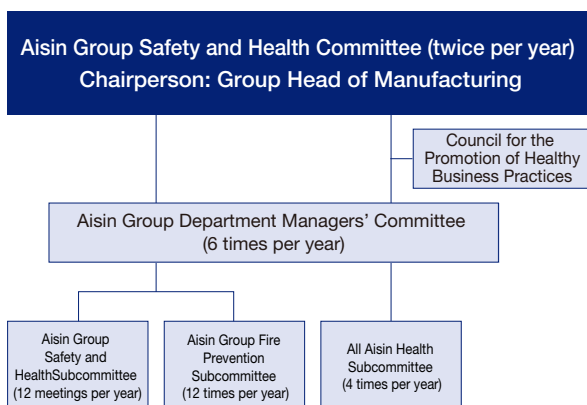 Aisin Group Safety and Health Committee (twice per year)
Chairperson: Group Head of Manufacturing
Council for the
Promotion of Healthy
Business Practices
Aisin Group Department Managers’ Committee
(6 times per year)
Aisin Group
Safety and
HealthSubcommittee
(12 meetings per year)
Aisin Group Fire
Prevention
Subcommittee
(12 times per year)
All Aisin Health
Subcommittee
(4 times per year)